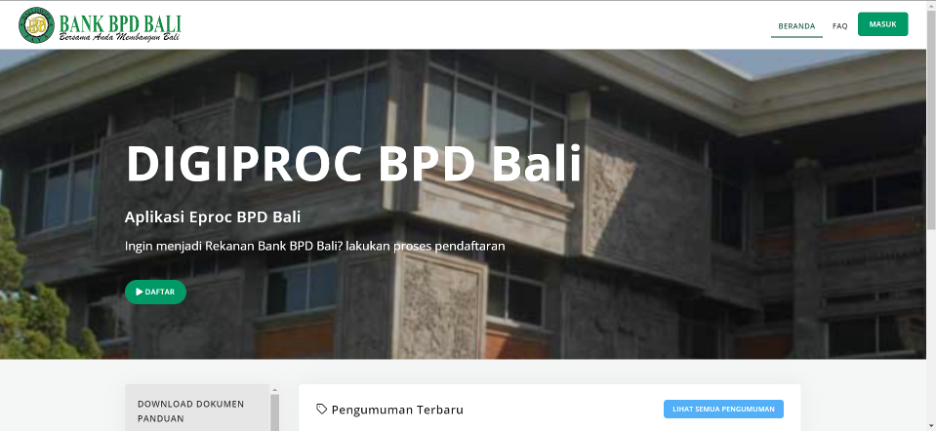 BANK BPD BALI
Bersama Anda Membangun Bali
BERANDA
FAQ
MASUK
DIGIPROC BPD Bali
Aplikasi Eproc BPD Bali
Ingin menjadi Rekanan Bank BPD Bali? lakukan proses pendaftaran
DAFTAR
DOWNLOAD DOKUMEN
PANDUAN
Pengumuman Terbaru
LIHAT SEMUA PENGUMUMAN